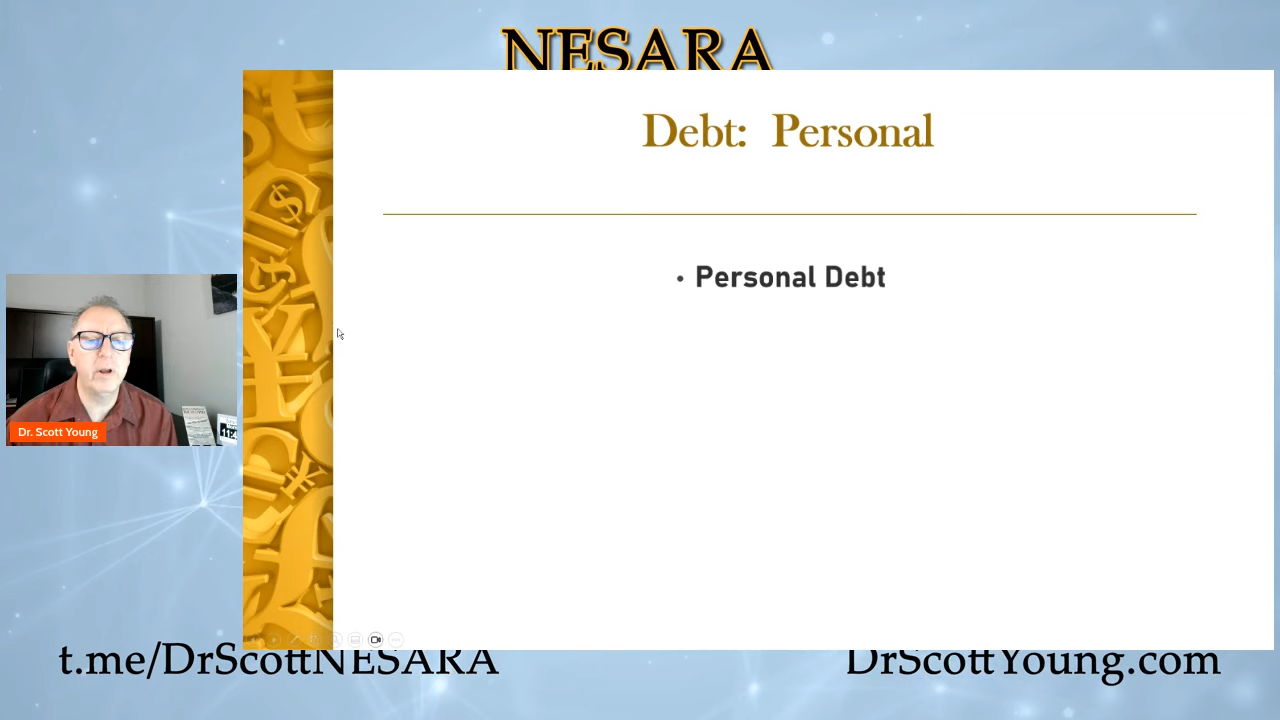 NESARA
Debt: Personal
• Personal Debt
Dr. Scott Young
t.me/DrScottNESARA
DrScottYoung.com